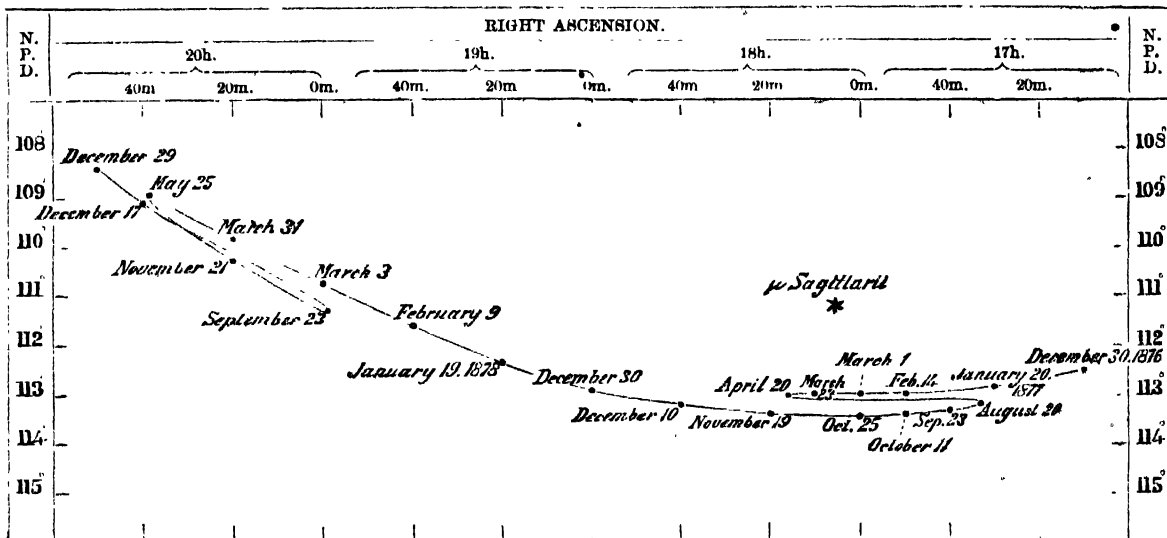 RIGHT ASCENSION.
N. P. D.
N. P. D.
20h. 19h. 18h. 17h.
40m 20m. 0m. 40m. 20m 0m. 40m 20m 0m. 40m 20m.
108° 108°
December 29
May 25
109° 109°
December 17
March 31
110° 110°
November 21
March 3
μ Sagittarii
111° 111°
September 23
February 9
112° 112°
March 1
December 30. 1876
January 19. 1878
December 30
April 20
March 23
Feb. 14
January 20. 1877
113° 113°
December 10
November 19
Oct. 25
Sep. 23
August 20
October 11
114° 114°
115° 115°